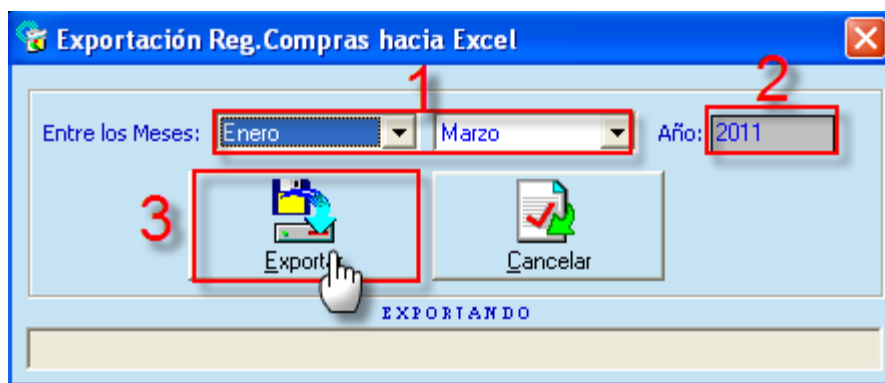 Exportación Reg.Compras hacia Excel
1
2
Entre los Meses: Enero Marzo Año: 2011
3
Exportar Cancelar
EXPORTANDO